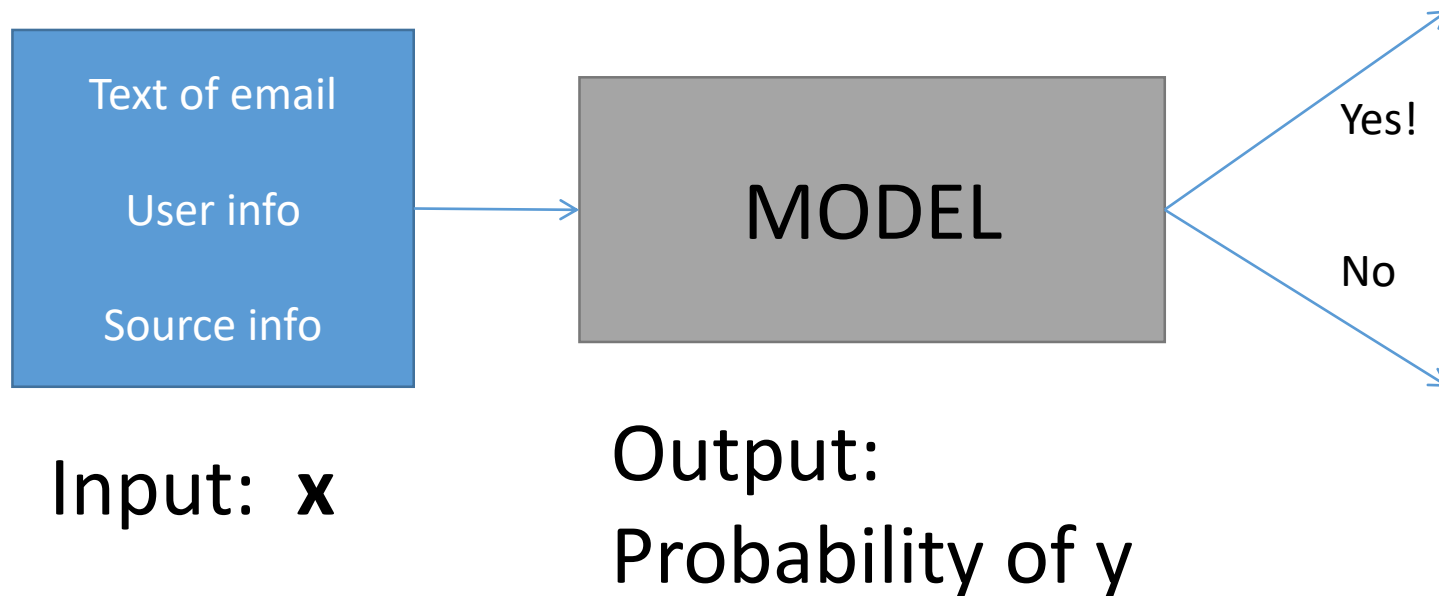 Text of email
User info
Source info
MODEL
Yes!
No
Input: x
Output:
Probability of y